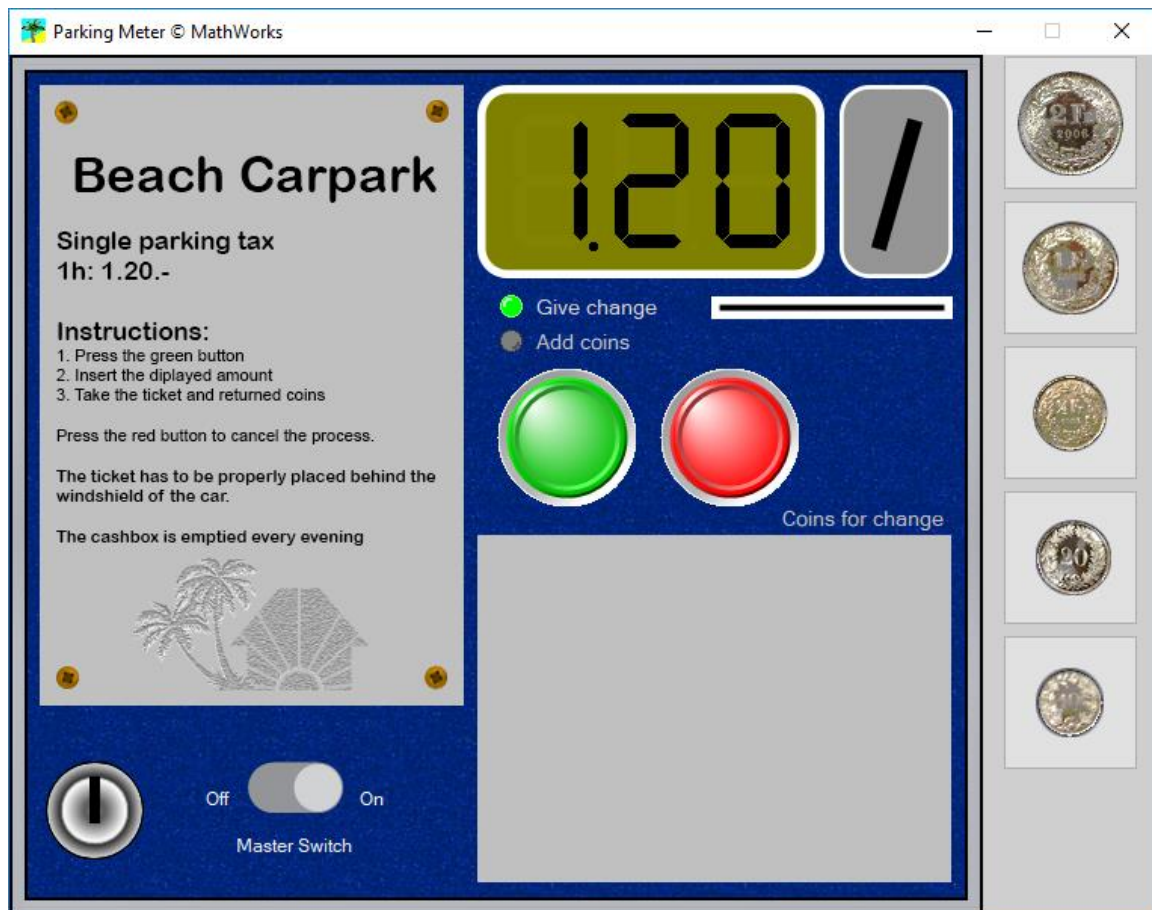 Parking Meter © MathWorks
Beach Carpark
Single parking tax
1h: 1.20.-
Instructions:
1. Press the green button
2. Insert the diplayed amount
3. Take the ticket and returned coins
Press the red button to cancel the process.
The ticket has to be properly placed behind the
windshield of the car.
The cashbox is emptied every evening
Off
On
Master Switch
1.20
Give change
Add coins
Coins for change
2 Fr.
2006
20